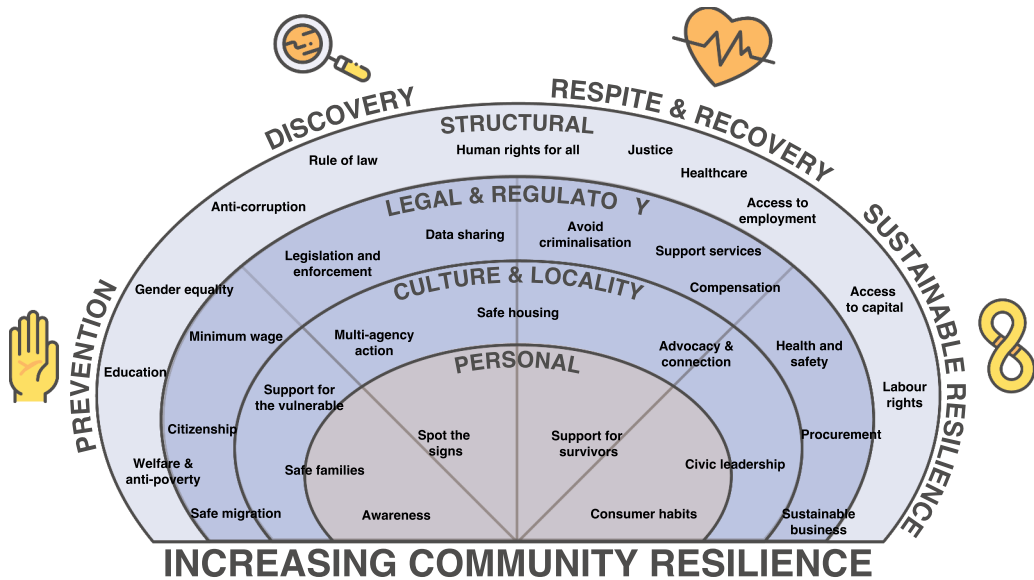 DISCOVERY
RESPITE & RECOVERY
PREVENTION
SUSTAINABLE RESILIENCE
STRUCTURAL
Human rights for all
Justice
Rule of law
Healthcare
Anti-corruption
Access to
employment
Gender equality
Access
to capital
Education
Labour
rights
Welfare &
anti-poverty
LEGAL & REGULATO Y
Data sharing
Avoid
criminalisation
Legislation and
enforcement
Support services
Compensation
Minimum wage
Health and
safety
Citizenship
Procurement
Safe migration
Sustainable
business
CULTURE & LOCALITY
Safe housing
Multi-agency
action
Advocacy &
connection
Support for
the vulnerable
Safe families
Civic leadership
PERSONAL
Spot the
signs
Support for
survivors
Awareness
Consumer habits
INCREASING COMMUNITY RESILIENCE